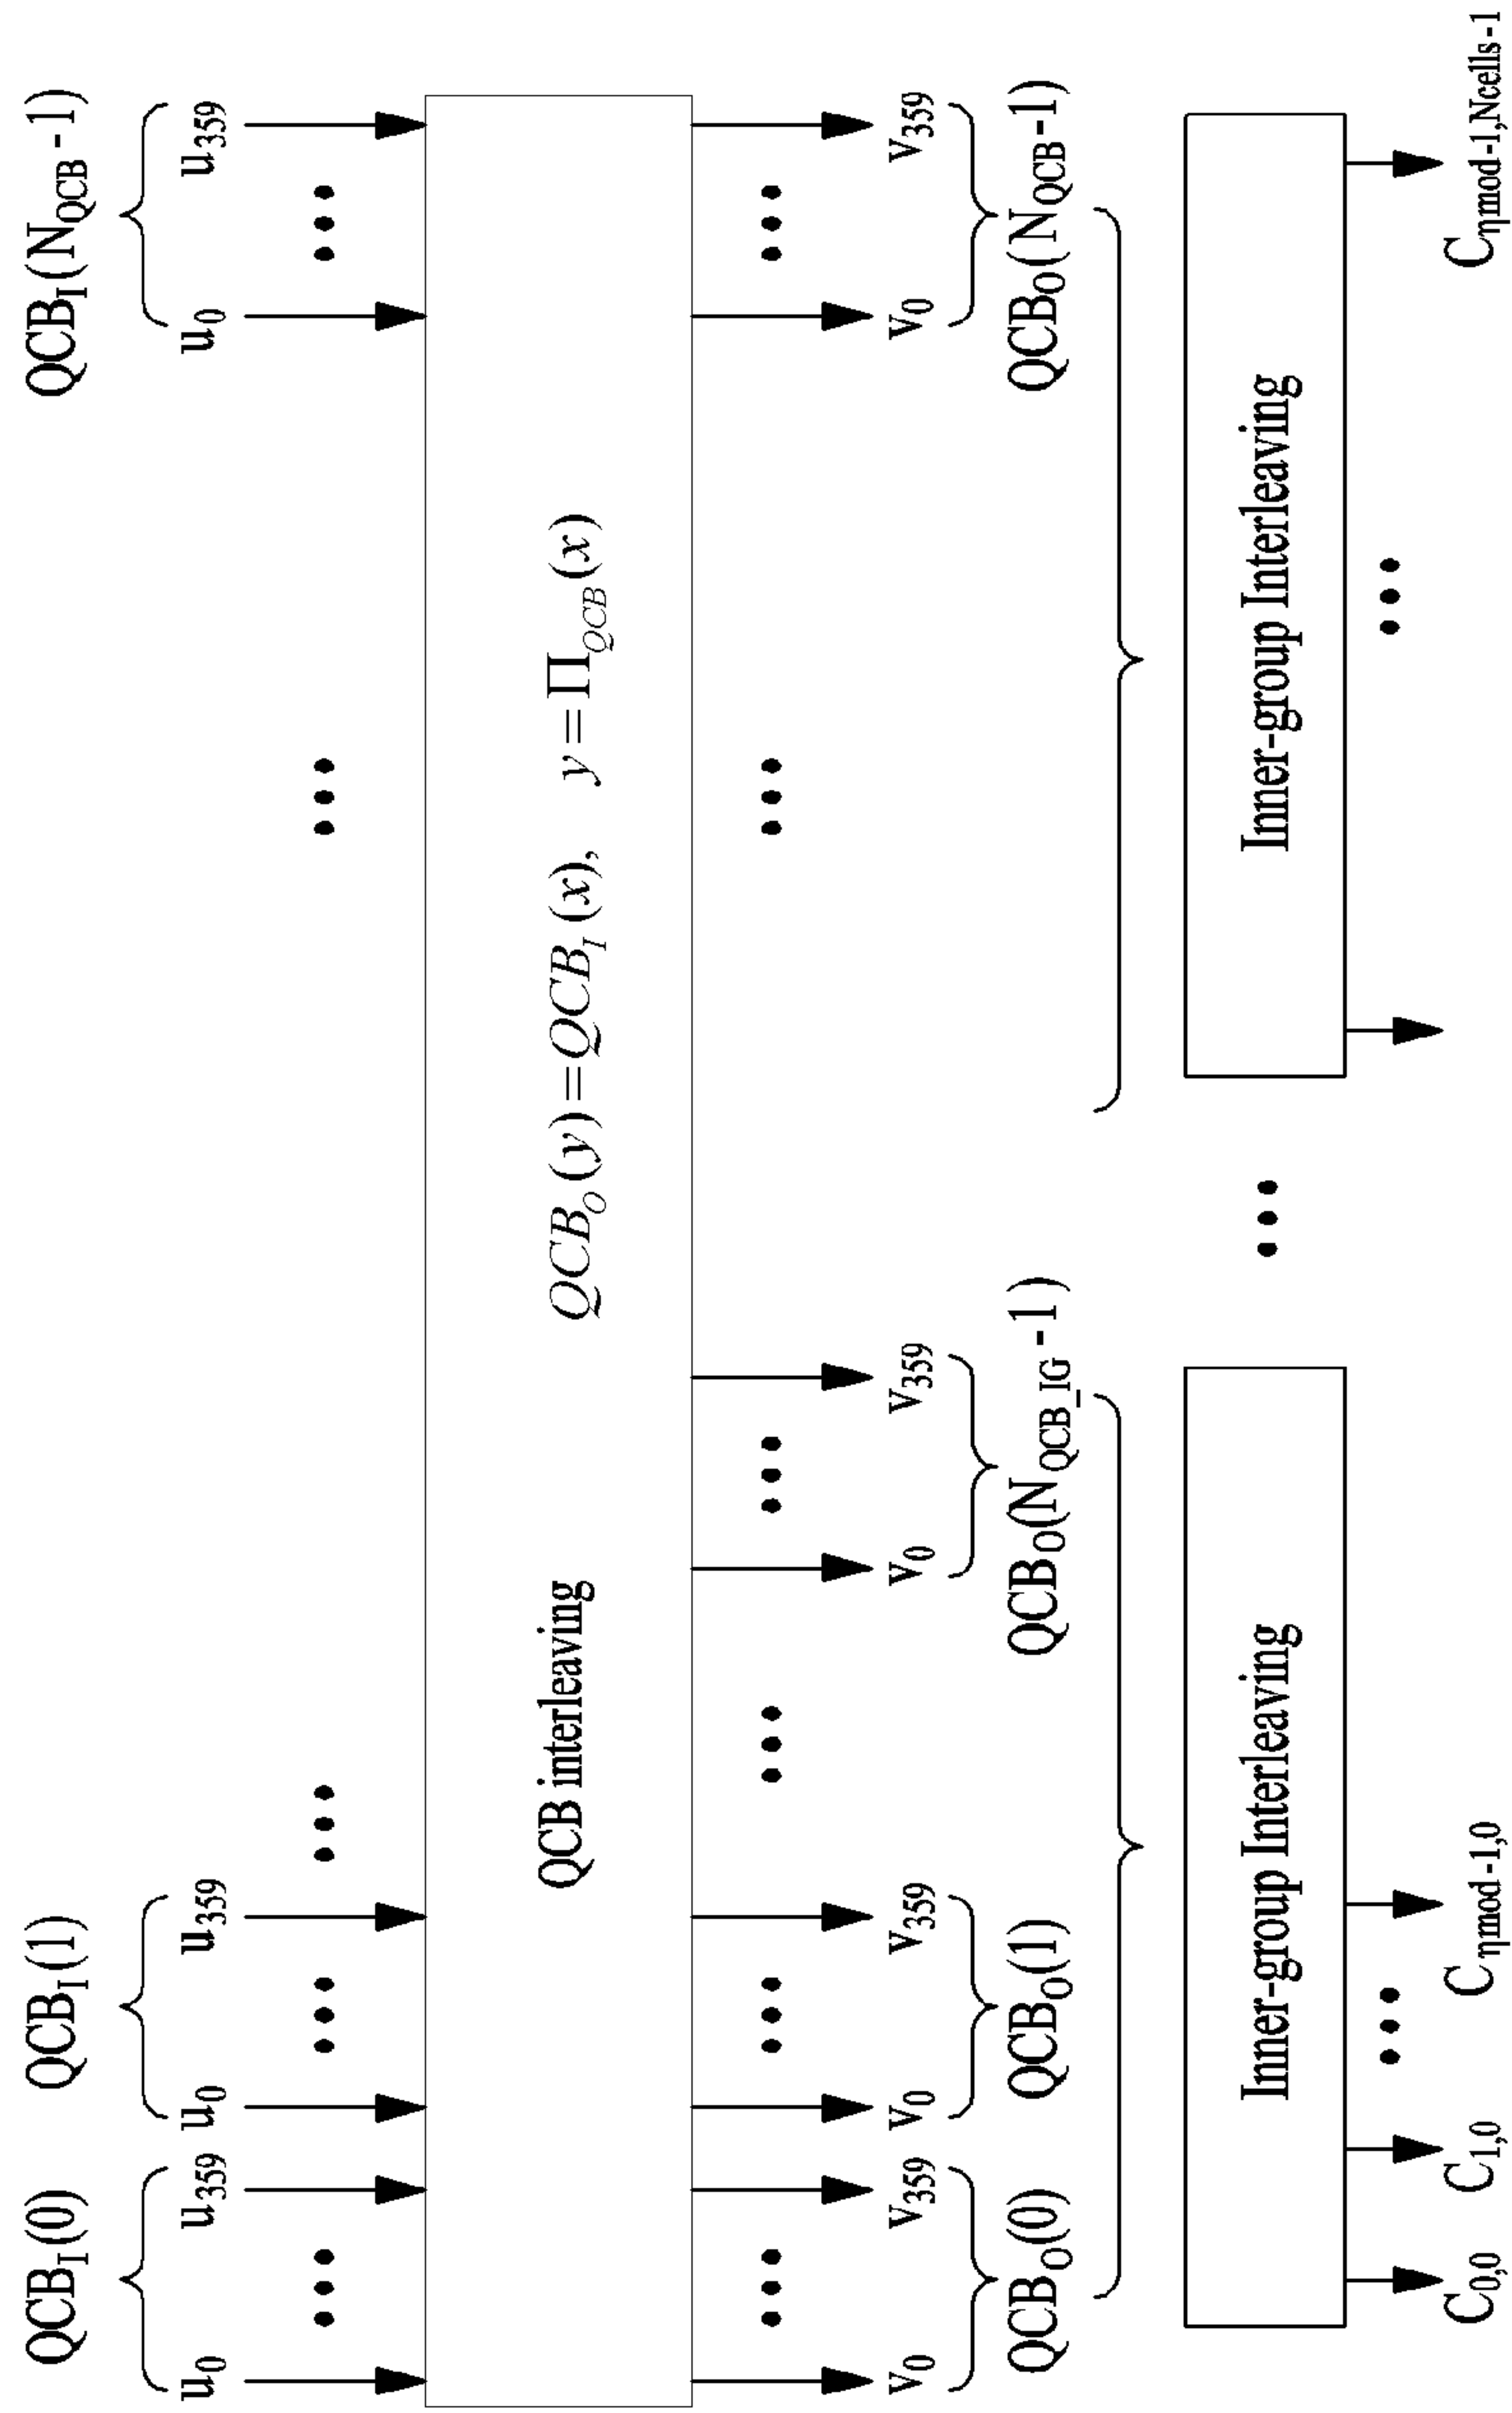 QCB_I(0) QCB_I(1) QCB_I(N_QCB-1)
u_0 ••• u_359 u_0 ••• u_359 ••• ••• u_0 ••• u_359
QCB interleaving QCB_O(y)=QCB_I(x), y=Π_QCB(x)
v_0 ••• v_359 v_0 ••• v_359 ••• v_0 ••• v_359 ••• v_0 ••• v_359
QCB_O(0) QCB_O(1) QCB_O(N_QCB_IG-1) QCB_O(N_QCB-1)
Inner-group Interleaving ••• Inner-group Interleaving
C_0,0 C_1,0 ••• C_ηmod-1,0 ••• C_ηmod-1,Ncells-1